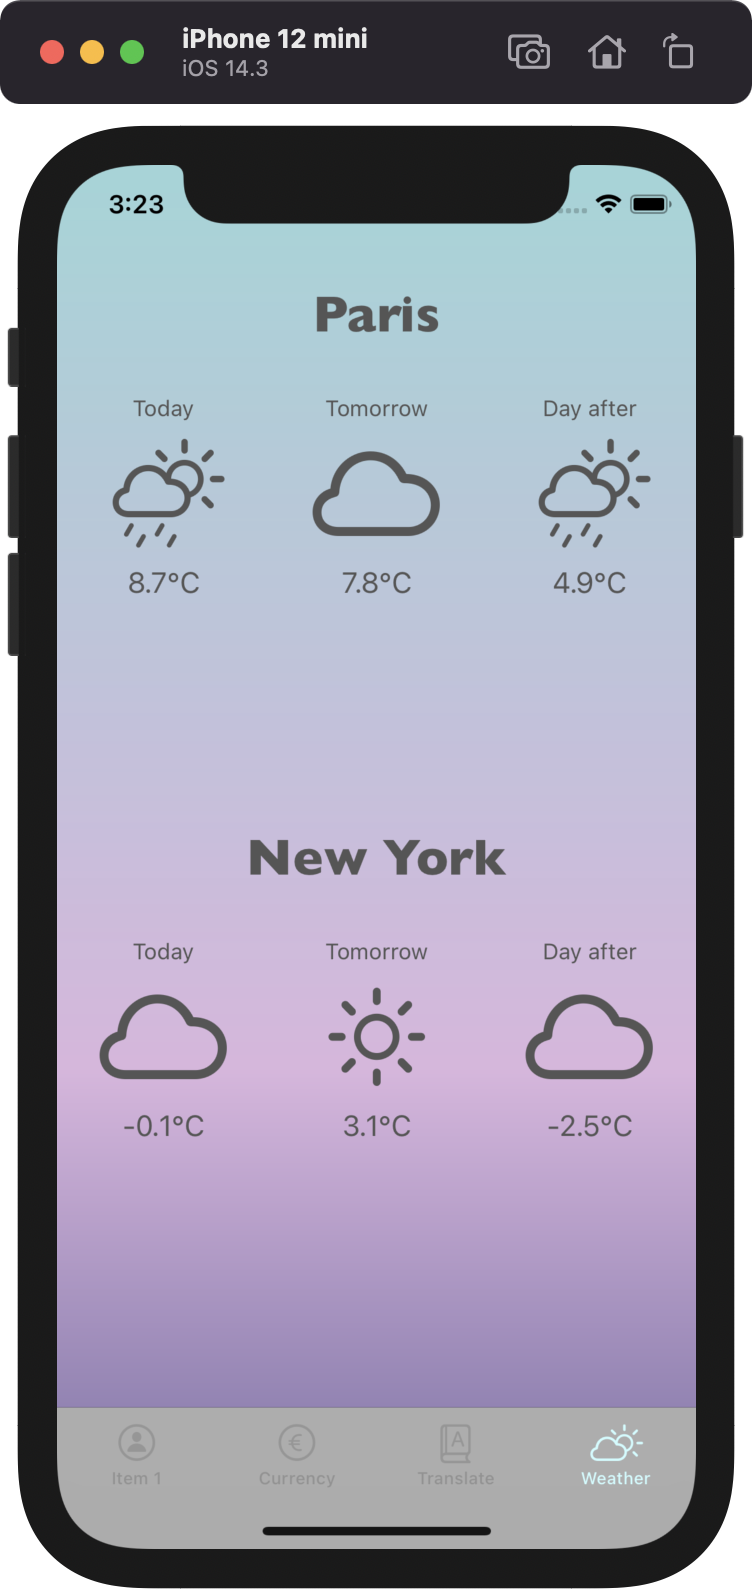 iPhone 12 mini
iOS 14.3
3:23
Paris
Today Tomorrow Day after
8.7°C 7.8°C 4.9°C
New York
Today Tomorrow Day after
-0.1°C 3.1°C -2.5°C
€ A
Item 1 Currency Translate Weather